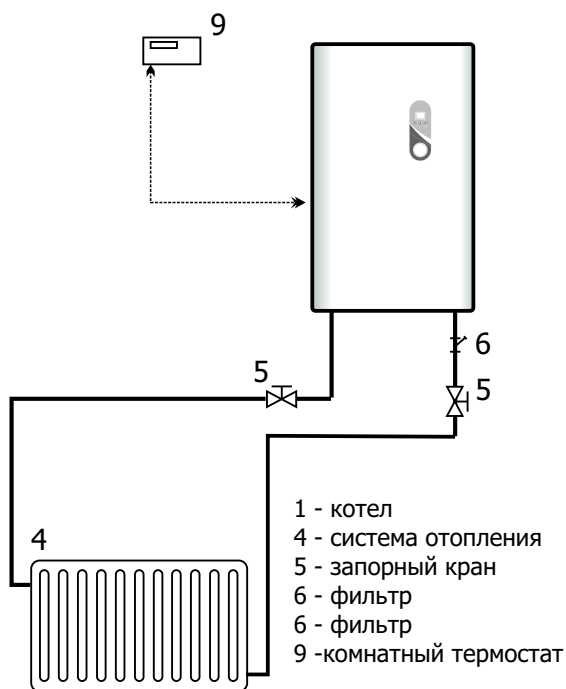 9
6
5
5
4
1 - котел
4 - система отопления
5 - запорный кран
6 - фильтр
6 - фильтр
9 -комнатный термостат